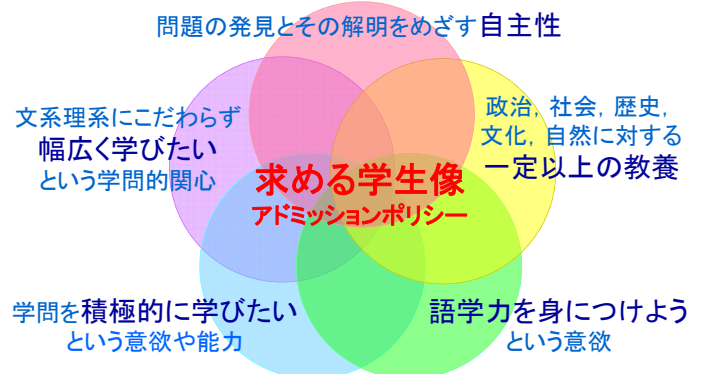 問題の発見とその解明をめざす自主性
文系理系にこだわらず
幅広く学びたい
という学問的関心
政治, 社会, 歴史,
文化, 自然に対する
一定以上の教養
求める学生像
アドミッションポリシー
学問を積極的に学びたい
という意欲や能力
語学力を身につけよう
という意欲